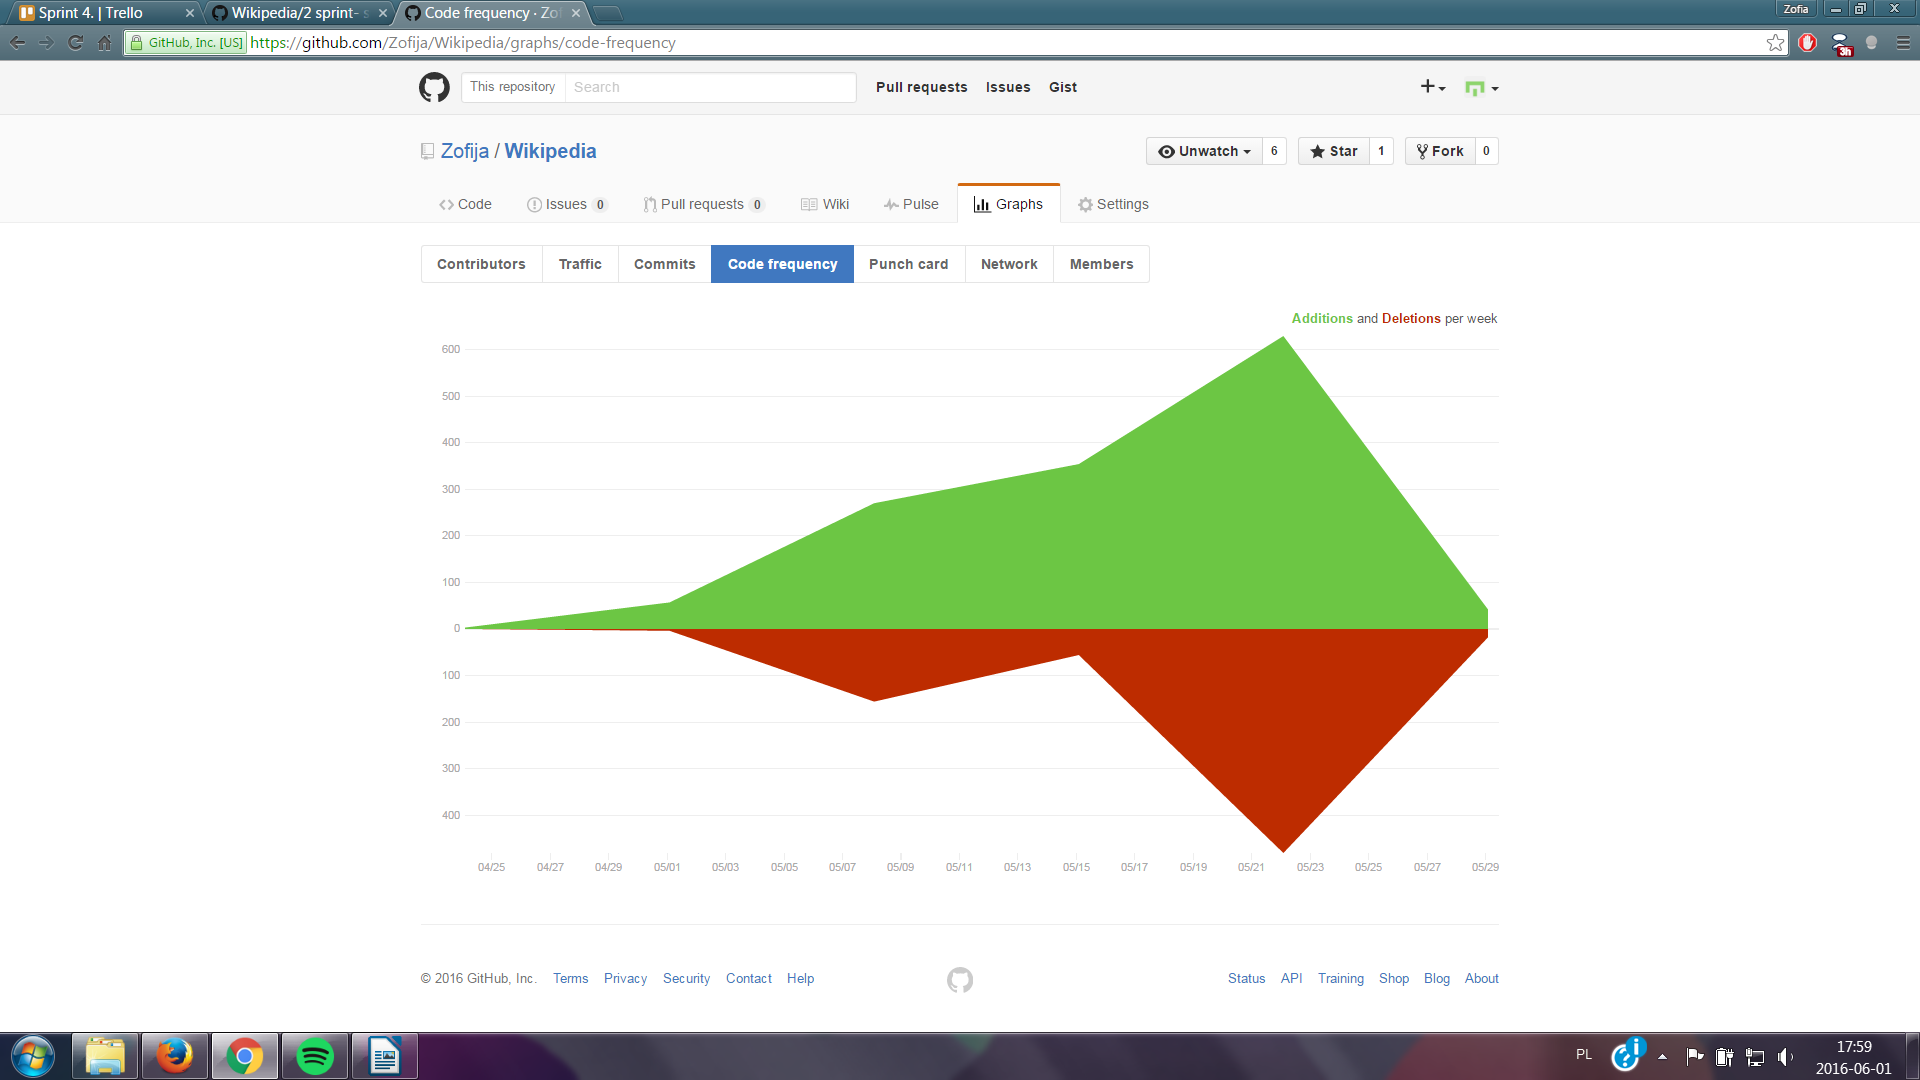 Sprint 4. | Trello
Wikipedia/2 sprint- s
Code frequency · Zof
Zofia
GitHub, Inc. [US] https://github.com/Zofija/Wikipedia/graphs/code-frequency
3h
This repository Search Pull requests Issues Gist
Zofija / Wikipedia
Unwatch 6 Star 1 Fork 0
Code Issues 0 Pull requests 0 Wiki Pulse Graphs Settings
Contributors Traffic Commits Code frequency Punch card Network Members
Additions and Deletions per week
600
500
400
300
200
100
0
100
200
300
400
04/25 04/27 04/29 05/01 05/03 05/05 05/07 05/09 05/11 05/13 05/15 05/17 05/19 05/21 05/23 05/25 05/27 05/29
© 2016 GitHub, Inc. Terms Privacy Security Contact Help
Status API Training Shop Blog About
PL
17:59
2016-06-01